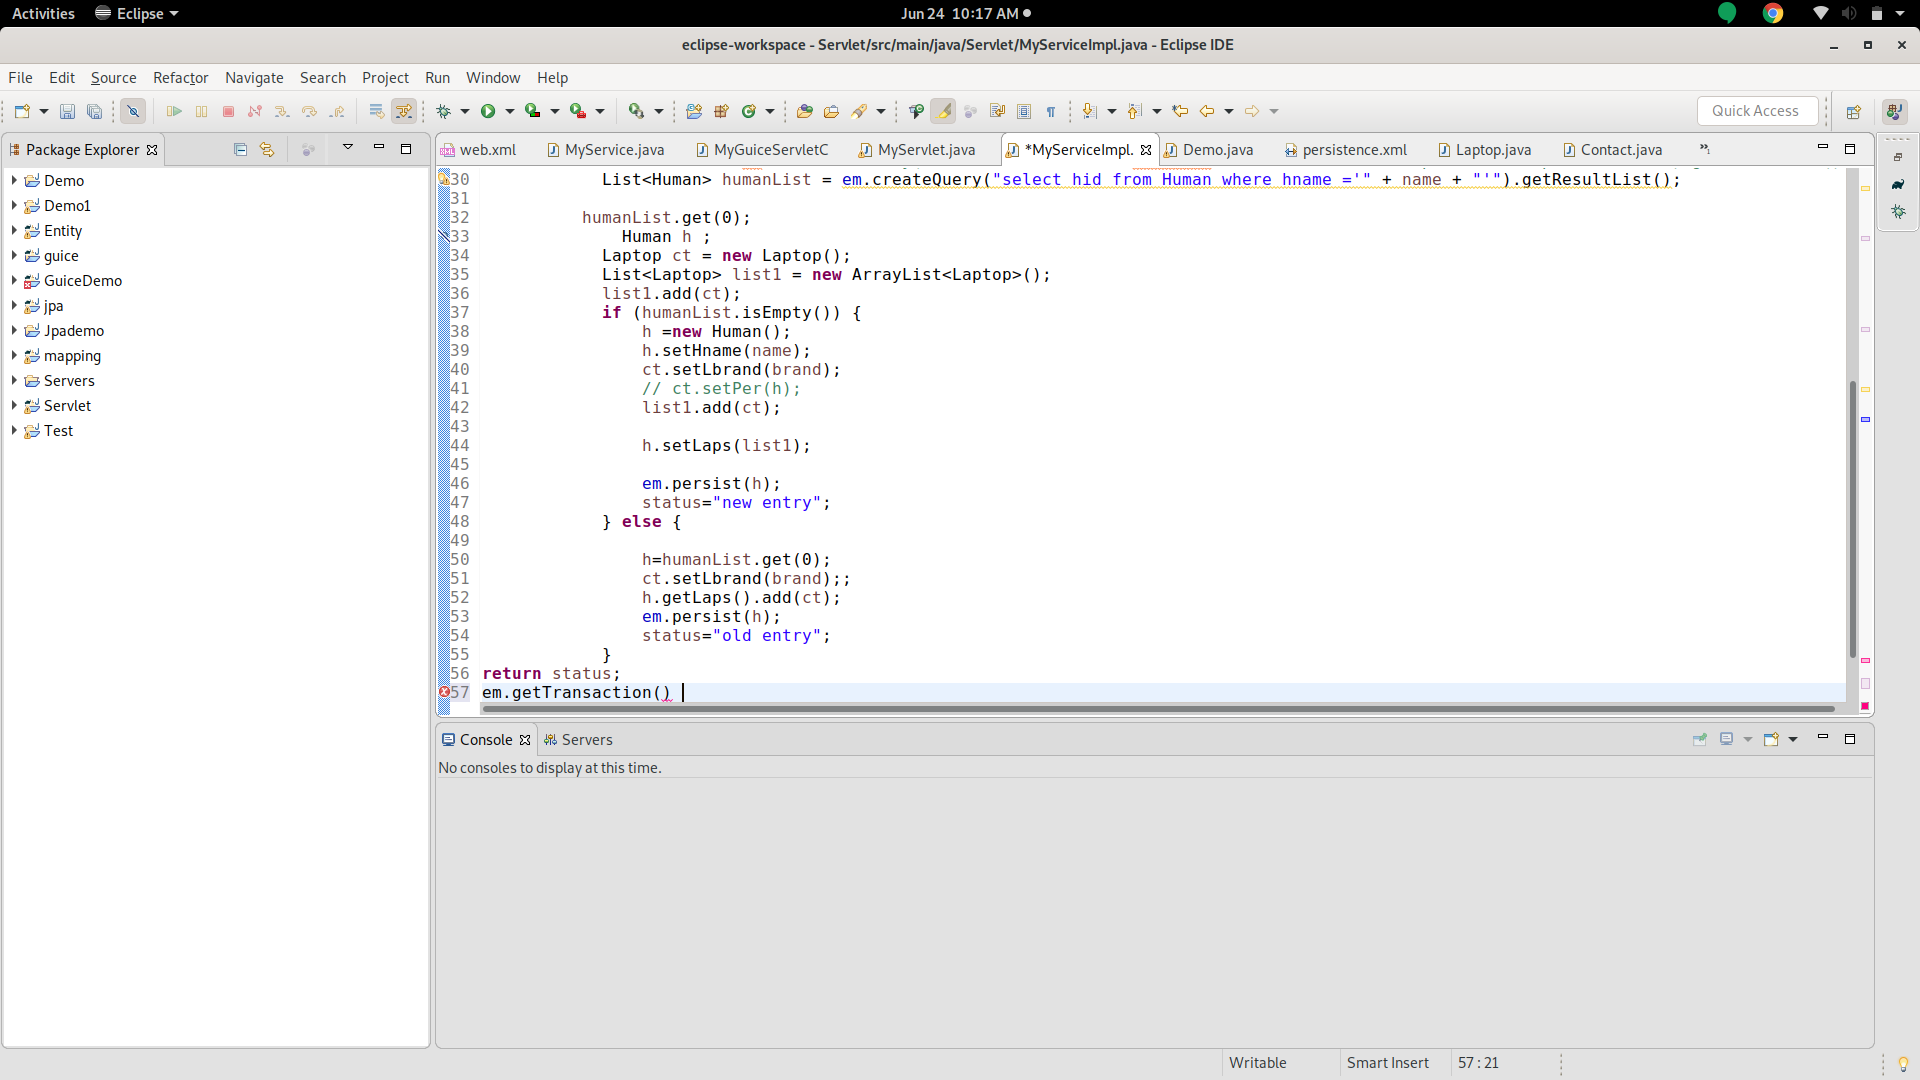 Activities Eclipse Jun 24 10:17 AM
eclipse-workspace - Servlet/src/main/java/Servlet/MyServiceImpl.java - Eclipse IDE
File Edit Source Refactor Navigate Search Project Run Window Help
Quick Access
Package Explorer
web.xml MyService.java MyGuiceServletC MyServlet.java *MyServiceImpl. Demo.java persistence.xml Laptop.java Contact.java
Demo
Demo1
Entity
guice
GuiceDemo
jpa
Jpademo
mapping
Servers
Servlet
Test
30 List<Human> humanList = em.createQuery("select hid from Human where hname ='" + name + "'").getResultList();
31
32 humanList.get(0);
33 Human h ;
34 Laptop ct = new Laptop();
35 List<Laptop> list1 = new ArrayList<Laptop>();
36 list1.add(ct);
37 if (humanList.isEmpty()) {
38 h =new Human();
39 h.setHname(name);
40 ct.setLbrand(brand);
41 // ct.setPer(h);
42 list1.add(ct);
43
44 h.setLaps(list1);
45
46 em.persist(h);
47 status="new entry";
48 } else {
49
50 h=humanList.get(0);
51 ct.setLbrand(brand);;
52 h.getLaps().add(ct);
53 em.persist(h);
54 status="old entry";
55 }
56 return status;
57 em.getTransaction()
Console Servers
No consoles to display at this time.
Writable Smart Insert 57 : 21